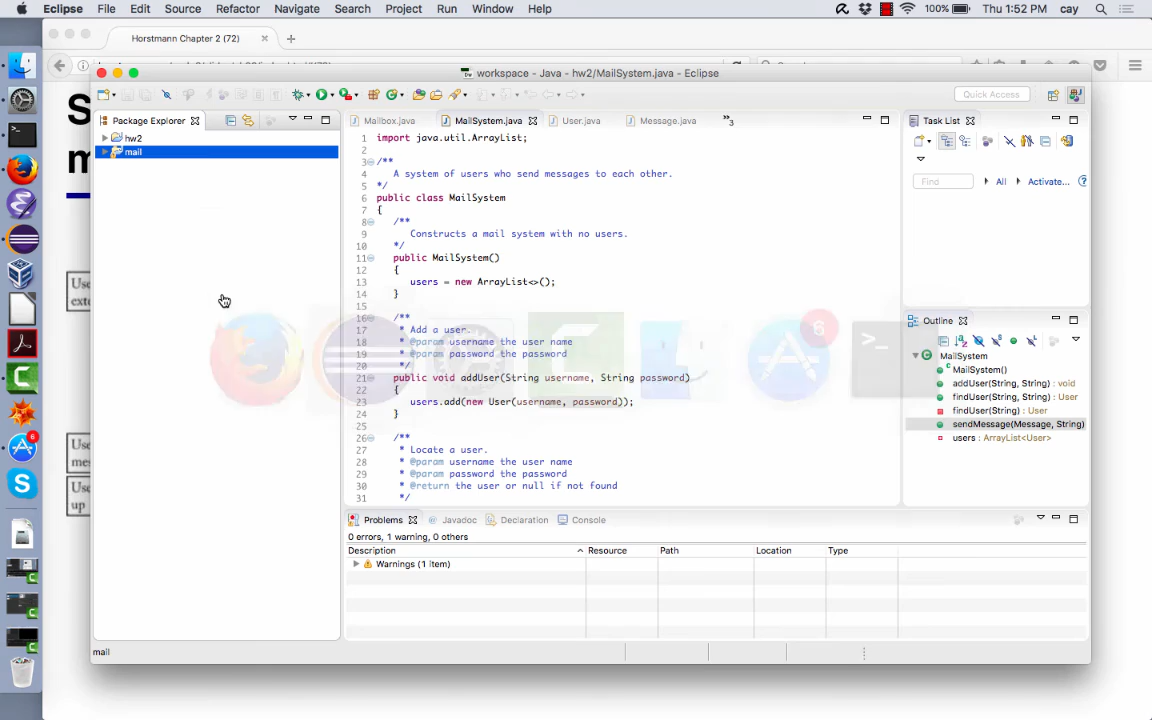 Eclipse File Edit Source Refactor Navigate Search Project Run Window Help 100% Thu 1:52 PM cay
Horstmann Chapter 2 (72)
workspace - Java - hw2/MailSystem.java - Eclipse
Quick Access
Package Explorer
hw2
mail
Mailbox.java MailSystem.java User.java Message.java 3
1 import java.util.ArrayList;
2
3 /**
4 A system of users who send messages to each other.
5 */
6 public class MailSystem
7 {
8 /**
9 Constructs a mail system with no users.
10 */
11 public MailSystem()
12 {
13 users = new ArrayList<>();
14 }
15
16 /**
17 * Add a user.
18 * @param username the user name
19 * @param password the password
20 */
21 public void addUser(String username, String password)
22 {
23 users.add(new User(username, password));
24 }
25
26 /**
27 * Locate a user.
28 * @param username the user name
29 * @param password the password
30 * @return the user or null if not found
31 */
Task List
Find All Activate...
Outline
MailSystem
MailSystem()
addUser(String, String) : void
findUser(String, String) : User
findUser(String) : User
sendMessage(Message, String)
users : ArrayList<User>
Problems Javadoc Declaration Console
0 errors, 1 warning, 0 others
Description Resource Path Location Type
Warnings (1 item)
mail
S
m
Use
Use
Use
up
6
6